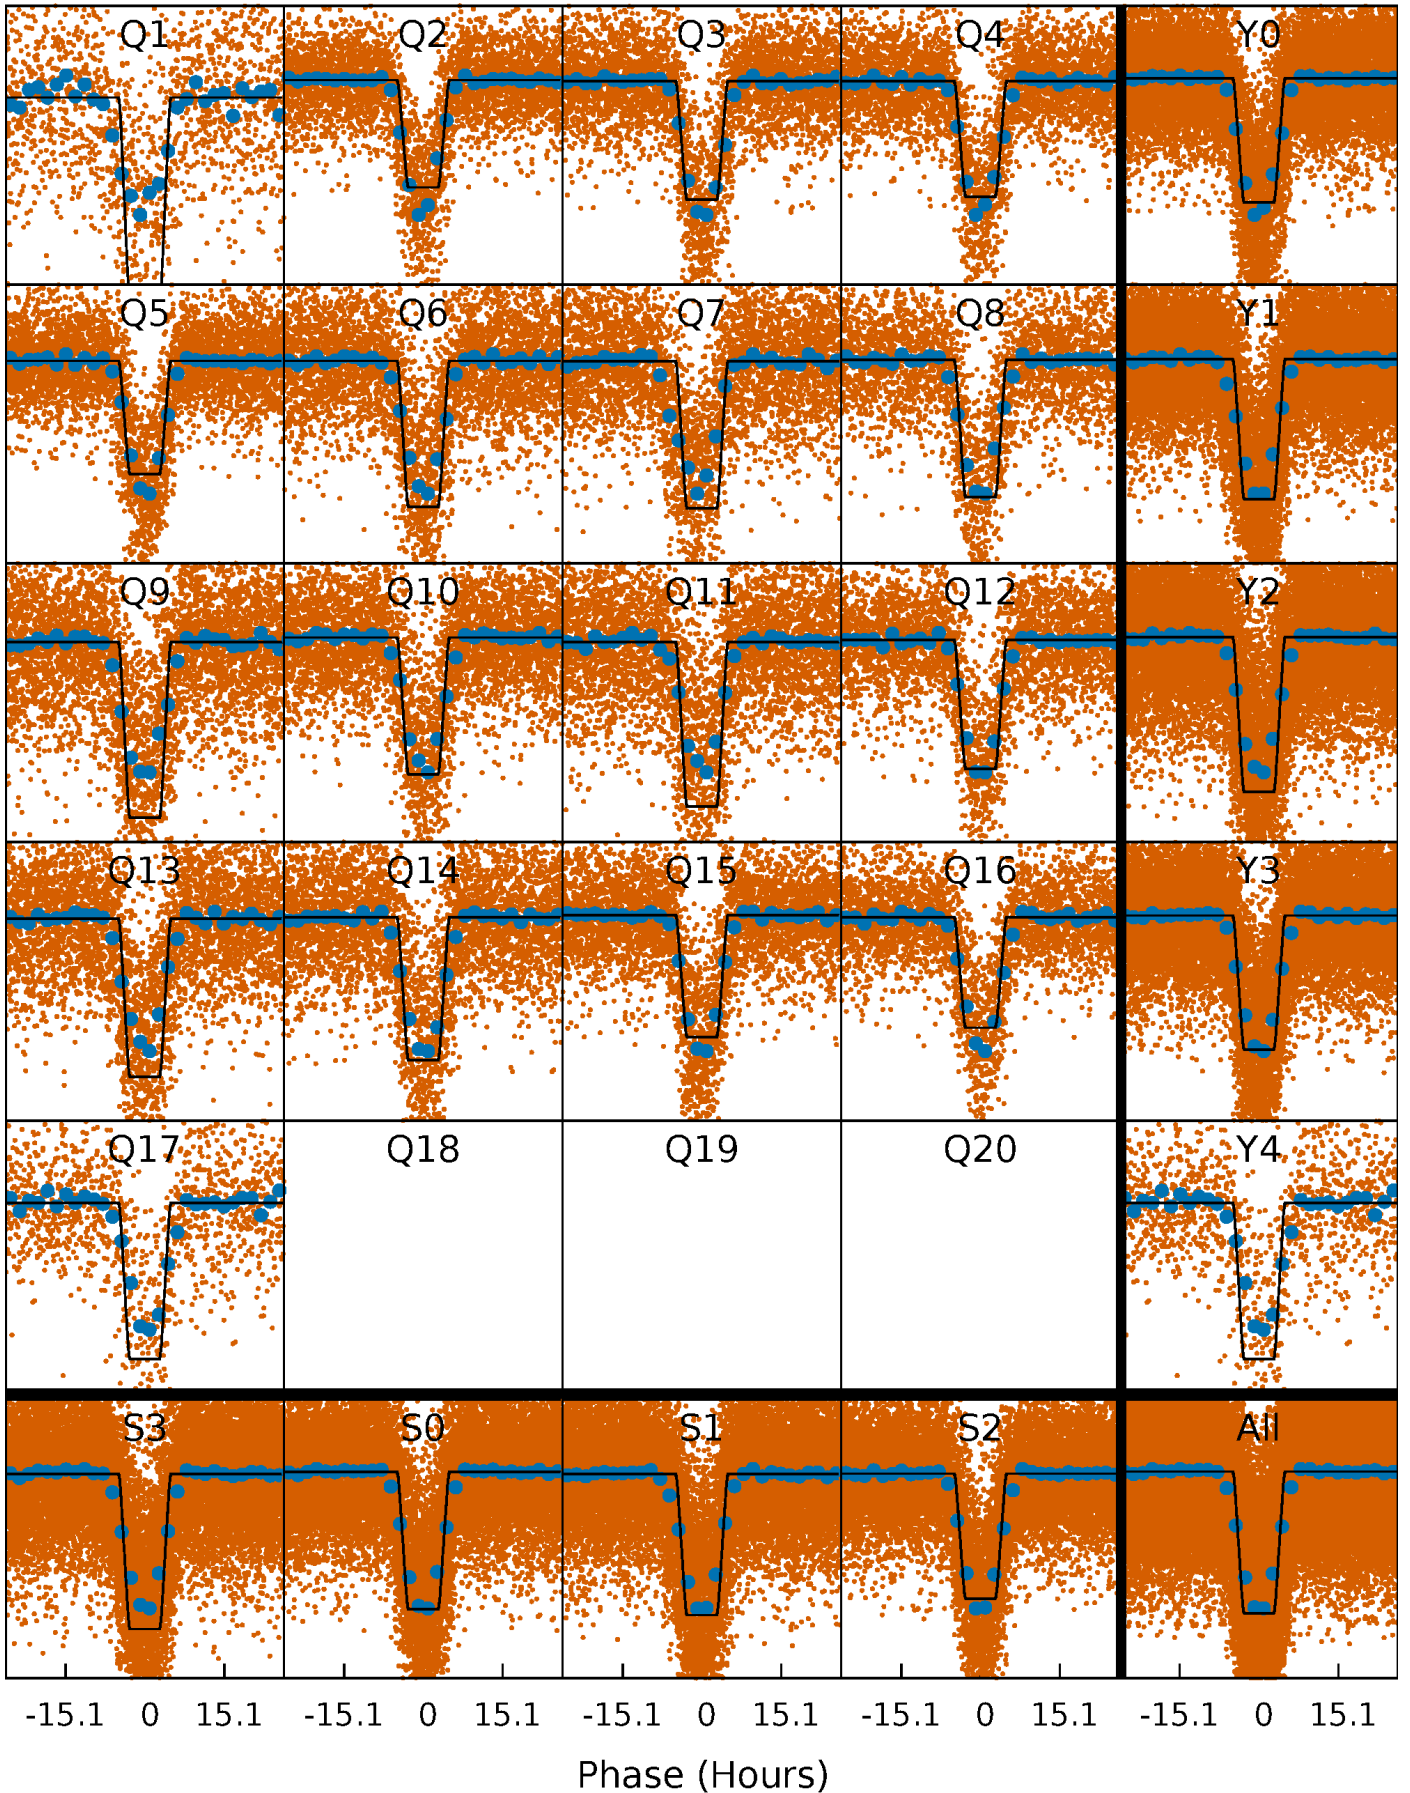 Q1 Q2 Q3 Q4 Y0
Q5 Q6 Q7 Q8 Y1
Q9 Q10 Q11 Q12 Y2
Q13 Q14 Q15 Q16 Y3
Q17 Q18 Q19 Q20 Y4
S3 S0 S1 S2 All
-15.1 0 15.1 -15.1 0 15.1 -15.1 0 15.1 -15.1 0 15.1 -15.1 0 15.1
Phase (Hours)